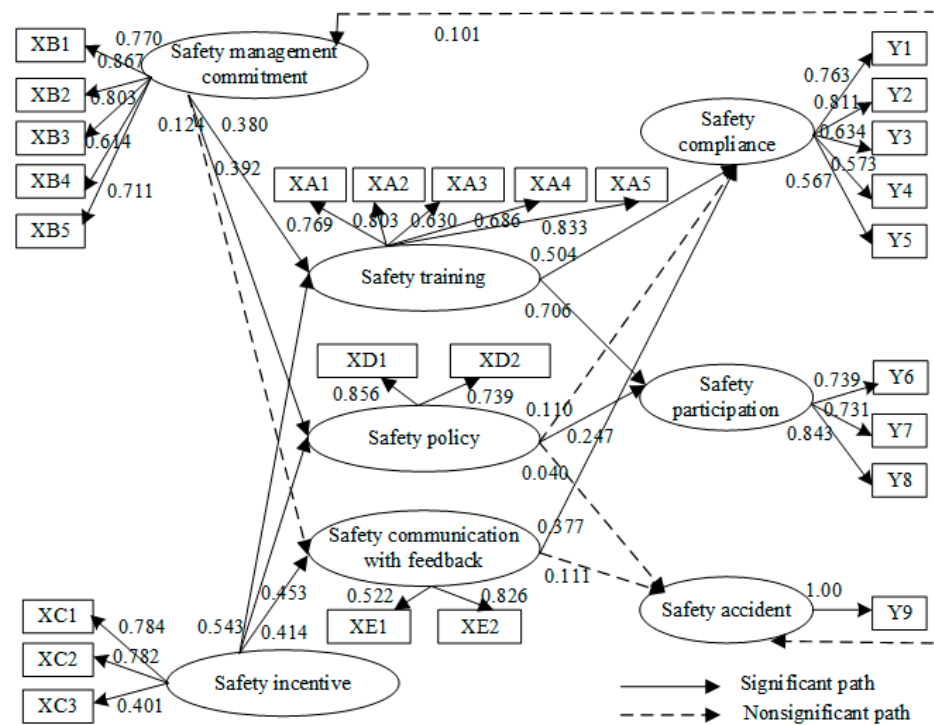 0.101
XB1
0.770
Safety management
commitment
Y1
0.867
0.763
XB2
Y2
0.803
0.811
Safety
compliance
XB3
0.124
0.380
Y3
0.634
0.614
0.573
XB4
0.392
XA1
XA2
XA3
XA4
XA5
0.567
Y4
0.711
XB5
0.769
0.803
0.630
0.686
0.833
Y5
0.504
Safety training
0.706
XD1
XD2
Y6
0.856
0.739
Safety
participation
0.739
0.731
Y7
0.110
0.247
0.843
Safety policy
0.040
Y8
0.377
Safety communication
with feedback
0.111
0.453
0.522
0.826
1.00
XC1
0.784
0.543
0.414
XE1
XE2
Safety accident
Y9
XC2
0.782
Safety incentive
Significant path
XC3
0.401
Nonsignificant path